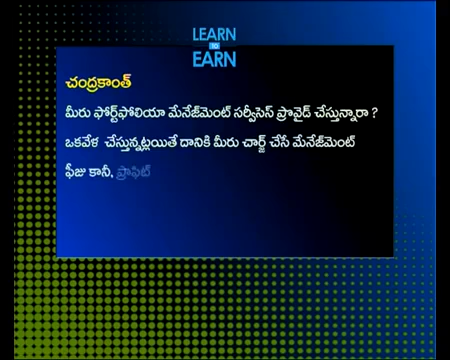 LEARN
to
EARN
చంద్రకాంత్
మీరు ఫోర్ట్‌ఫోలియా మేనేజ్‌మెంట్ సర్వీసెస్ ప్రొవైడ్ చేస్తున్నారా ?
ఒకవేళ చేస్తున్నట్లయితే దానికి మీరు చార్జ్ చేసే మేనేజ్‌మెంట్
ఫీజు కానీ, ప్రాఫిట్